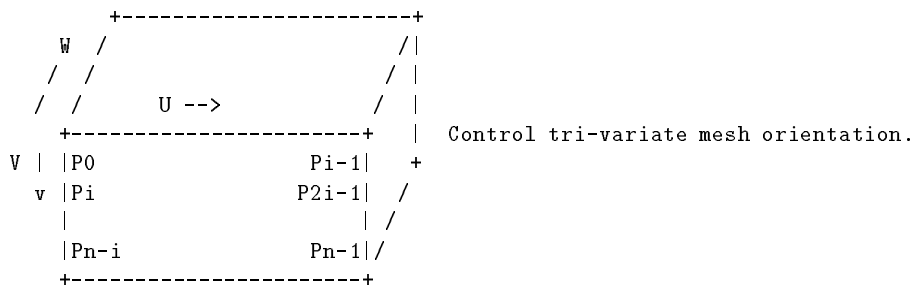 W
U -->
Control tri-variate mesh orientation.
V P0 Pi-1
v Pi P2i-1
Pn-i Pn-1